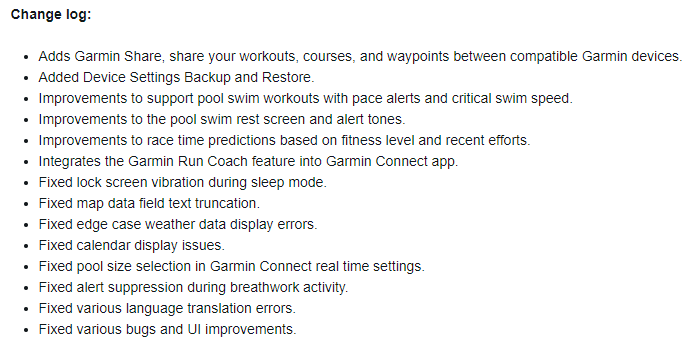 Change log:
• Adds Garmin Share, share your workouts, courses, and waypoints between compatible Garmin devices.
• Added Device Settings Backup and Restore.
• Improvements to support pool swim workouts with pace alerts and critical swim speed.
• Improvements to the pool swim rest screen and alert tones.
• Improvements to race time predictions based on fitness level and recent efforts.
• Integrates the Garmin Run Coach feature into Garmin Connect app.
• Fixed lock screen vibration during sleep mode.
• Fixed map data field text truncation.
• Fixed edge case weather data display errors.
• Fixed calendar display issues.
• Fixed pool size selection in Garmin Connect real time settings.
• Fixed alert suppression during breathwork activity.
• Fixed various language translation errors.
• Fixed various bugs and UI improvements.